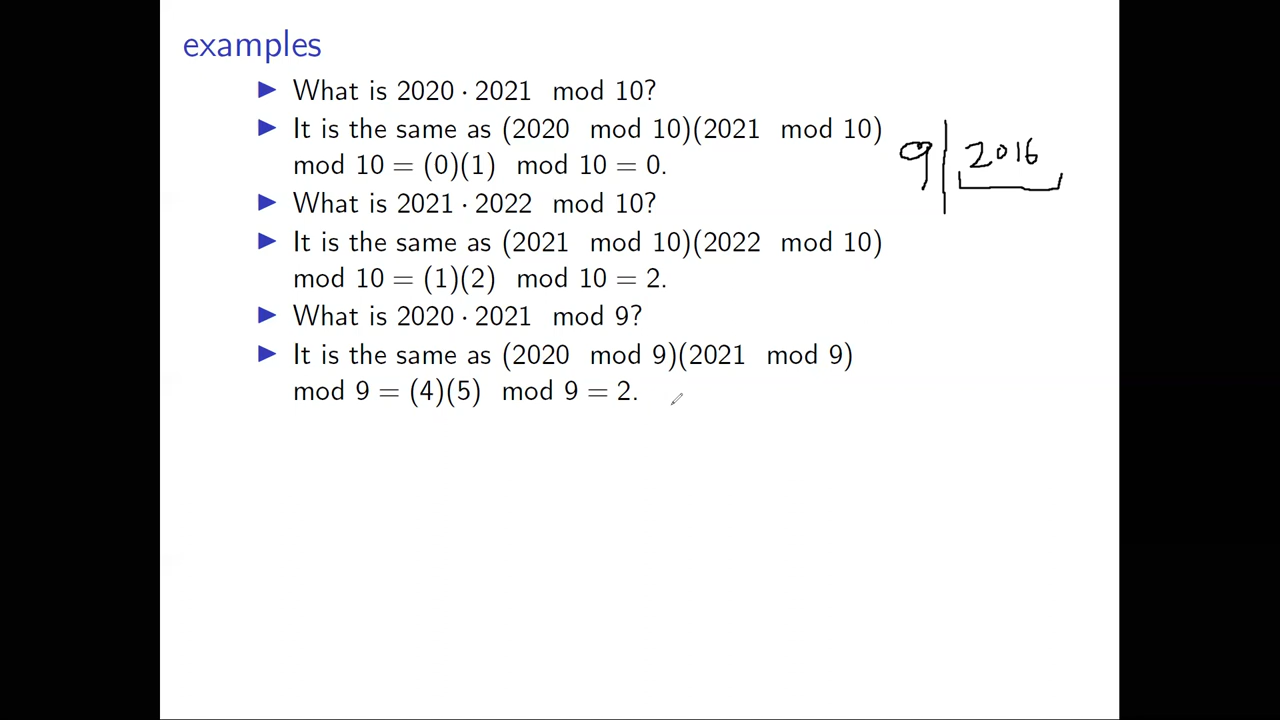 examples
▶ What is 2020 · 2021 mod 10?
▶ It is the same as (2020 mod 10)(2021 mod 10)
mod 10 = (0)(1) mod 10 = 0.
▶ What is 2021 · 2022 mod 10?
▶ It is the same as (2021 mod 10)(2022 mod 10)
mod 10 = (1)(2) mod 10 = 2.
▶ What is 2020 · 2021 mod 9?
▶ It is the same as (2020 mod 9)(2021 mod 9)
mod 9 = (4)(5) mod 9 = 2.
9 | 2016